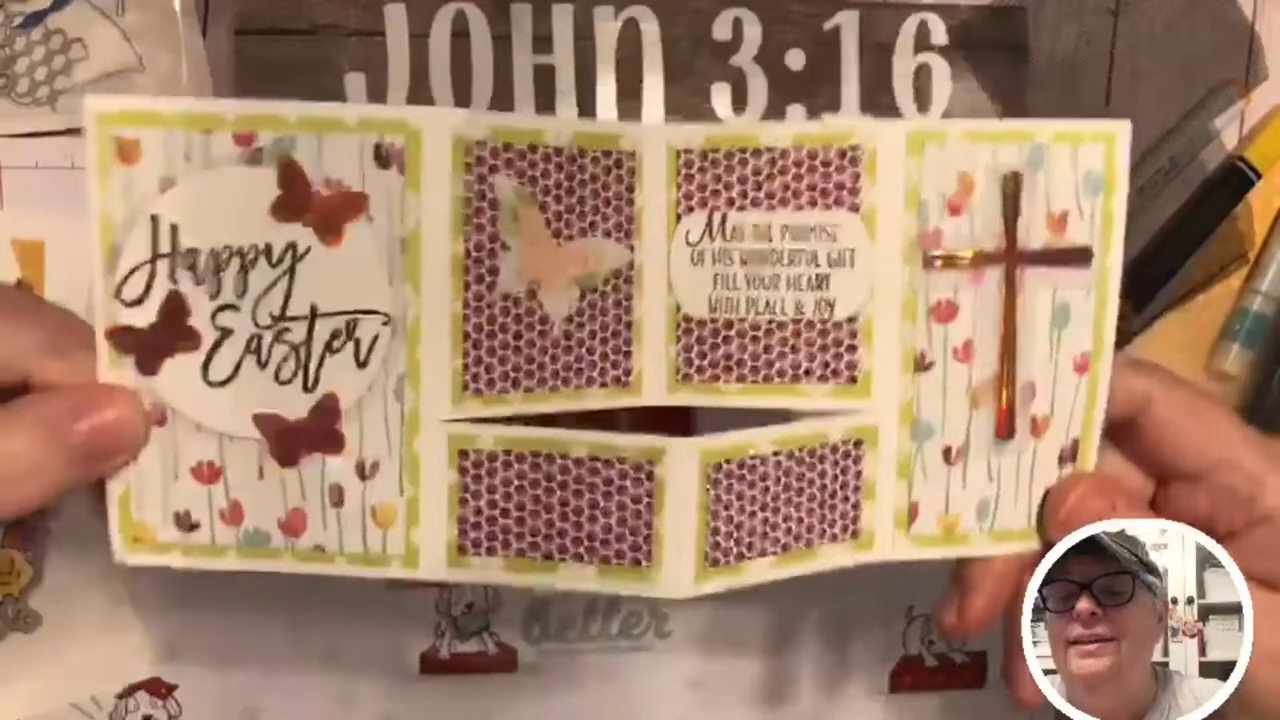 JOHN 3:16
Happy
Easter
MAY THE PROMISE
OF HIS WONDERFUL GIFT
FILL YOUR HEART
WITH PEACE & JOY
better